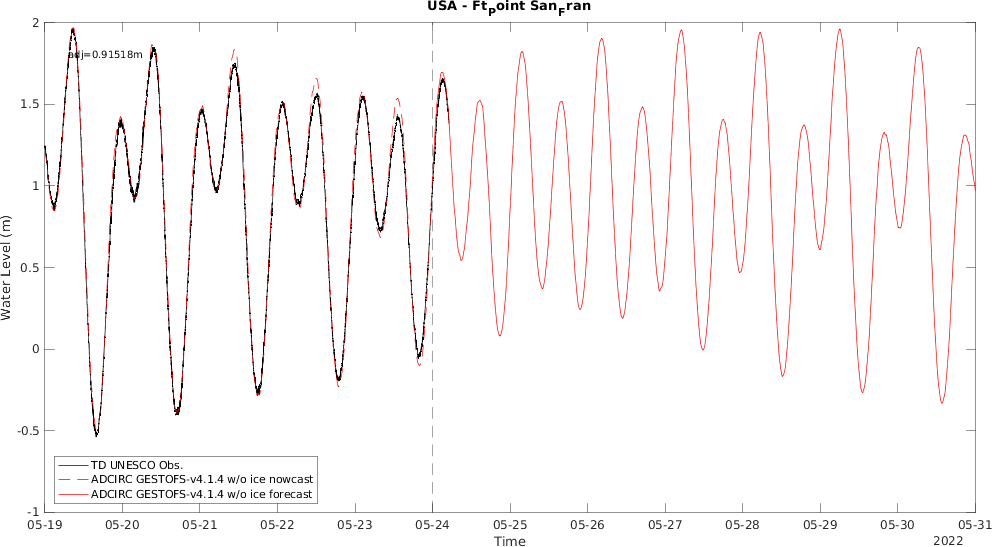 USA - Ft_Point San_Fran
2
adj=0.91518m
1.5
1
0.5
0
-0.5
-1
Water Level (m)
TD UNESCO Obs.
ADCIRC GESTOFS-v4.1.4 w/o ice nowcast
ADCIRC GESTOFS-v4.1.4 w/o ice forecast
05-19 05-20 05-21 05-22 05-23 05-24 05-25 05-26 05-27 05-28 05-29 05-30 05-31
Time
2022